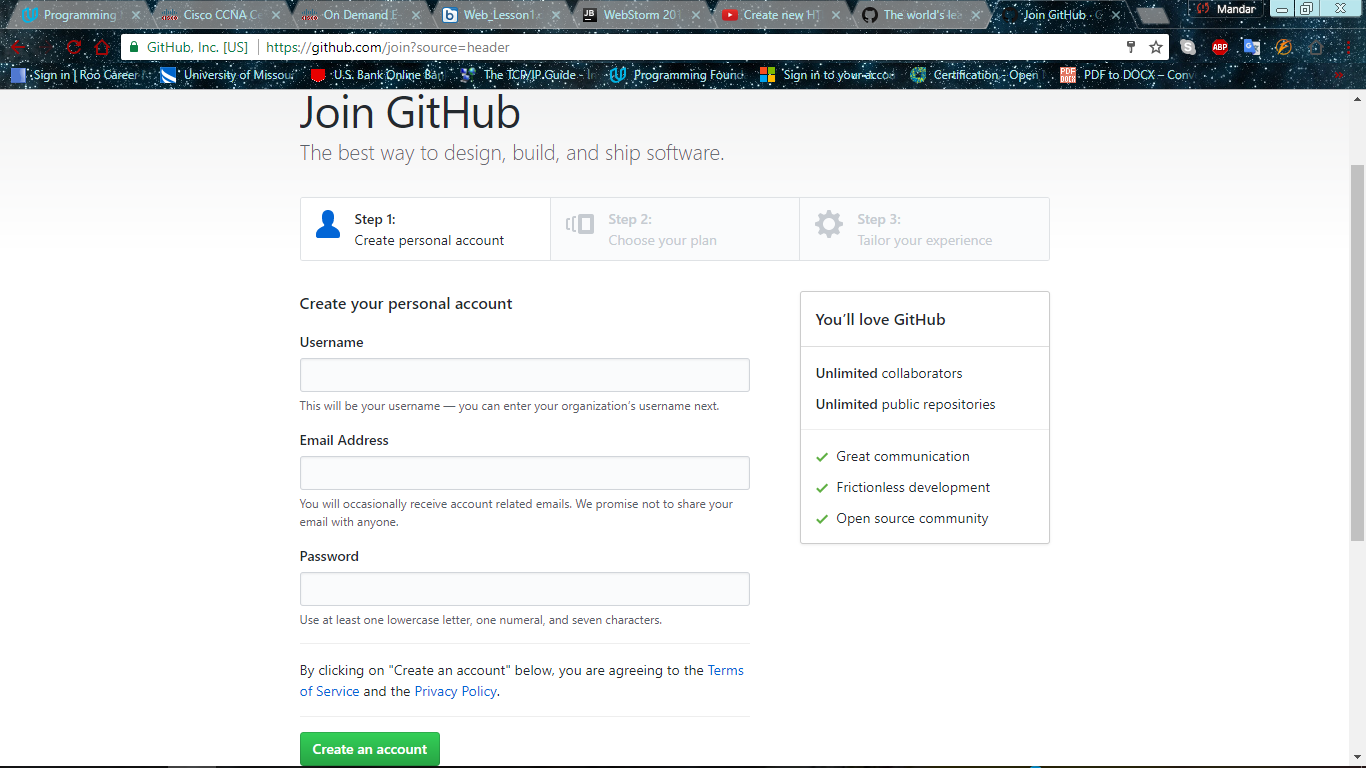 Programming
Cisco CCNA
On Demand
Web_Lesson1.
WebStorm 201
Create new HT
The world's lea
Join GitHub
Mandar
GitHub, Inc. [US]
https://github.com/join?source=header
ABP
Sign in | Roo Career
University of Missou
U.S. Bank Online
The TCP/IP Guide
Programming Found
Sign in to your acco
Certification - Open
PDF to DOCX – Con
Join GitHub
The best way to design, build, and ship software.
Step 1:
Create personal account
Step 2:
Choose your plan
Step 3:
Tailor your experience
Create your personal account
Username
This will be your username — you can enter your organization’s username next.
Email Address
You will occasionally receive account related emails. We promise not to share your
email with anyone.
Password
Use at least one lowercase letter, one numeral, and seven characters.
By clicking on "Create an account" below, you are agreeing to the Terms
of Service and the Privacy Policy.
Create an account
You’ll love GitHub
Unlimited collaborators
Unlimited public repositories
Great communication
Frictionless development
Open source community